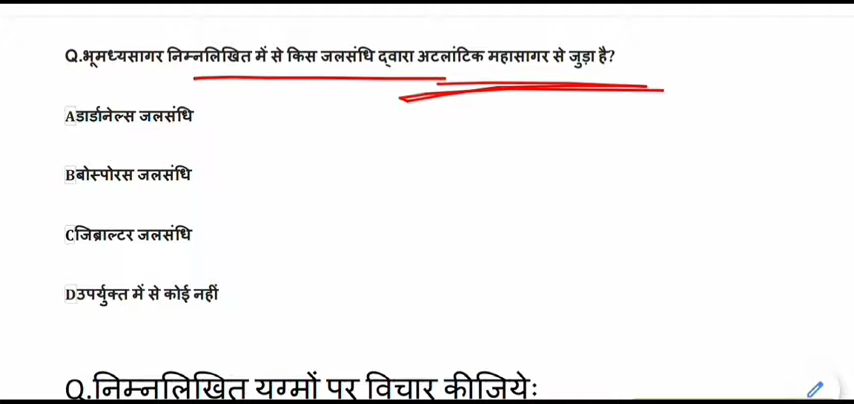 Q.भूमध्यसागर निम्नलिखित में से किस जलसंधि द्वारा अटलांटिक महासागर से जुड़ा है?
Aडार्डानेल्स जलसंधि
Bबोस्पोरस जलसंधि
Cजिब्राल्टर जलसंधि
Dउपर्युक्त में से कोई नहीं
Q.निम्नलिखित युग्मों पर विचार कीजियेः